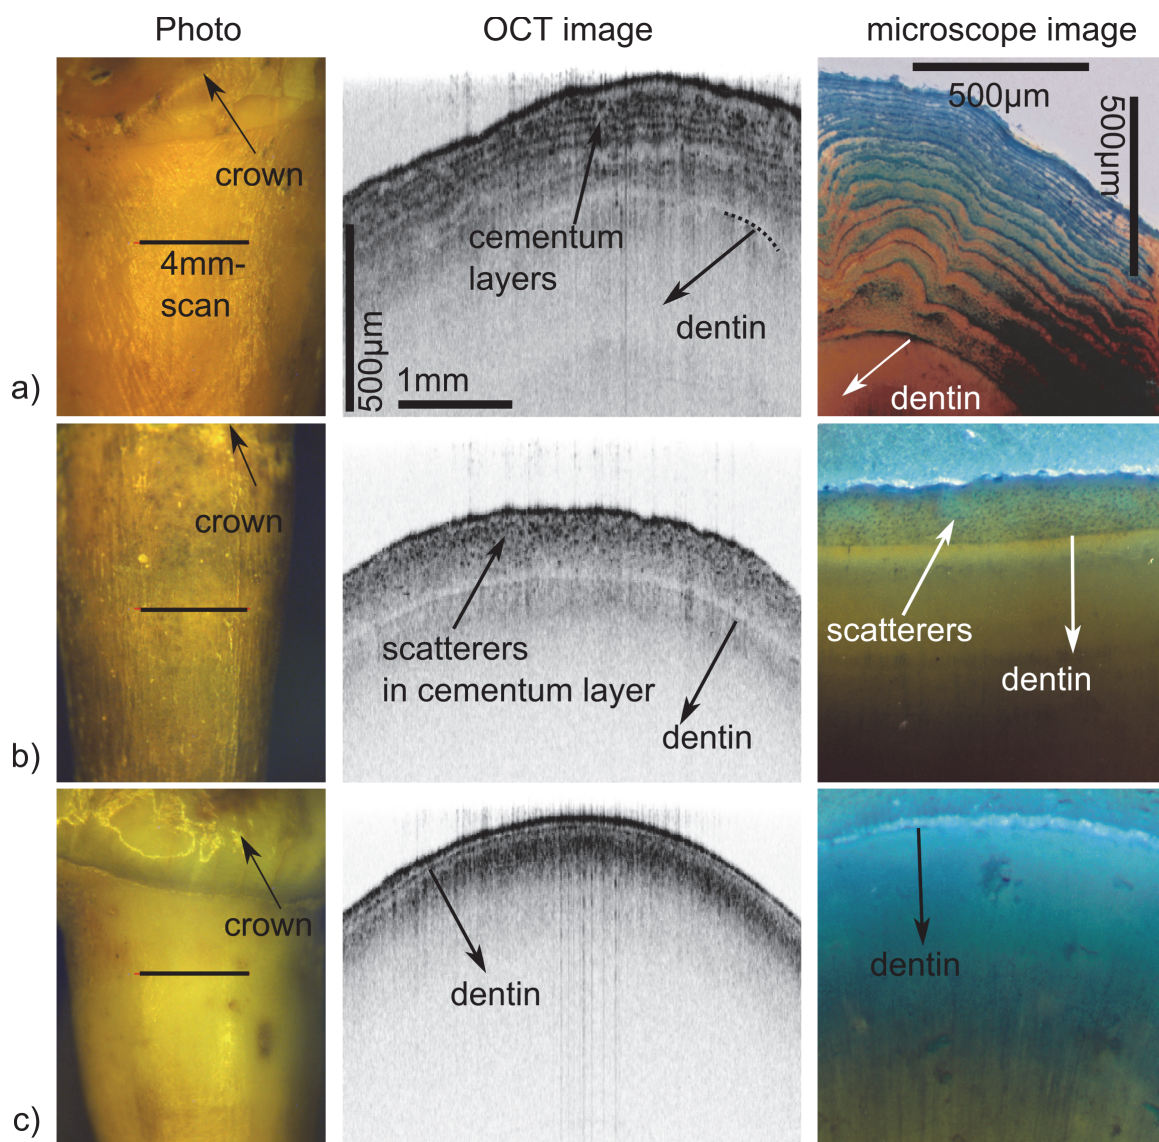 Photo
OCT image
microscope image
a)
crown
4mm-
scan
cementum
layers
dentin
500µm
1mm
500µm
500µm
dentin
b)
crown
scatterers
in cementum layer
dentin
scatterers
dentin
c)
crown
dentin
dentin